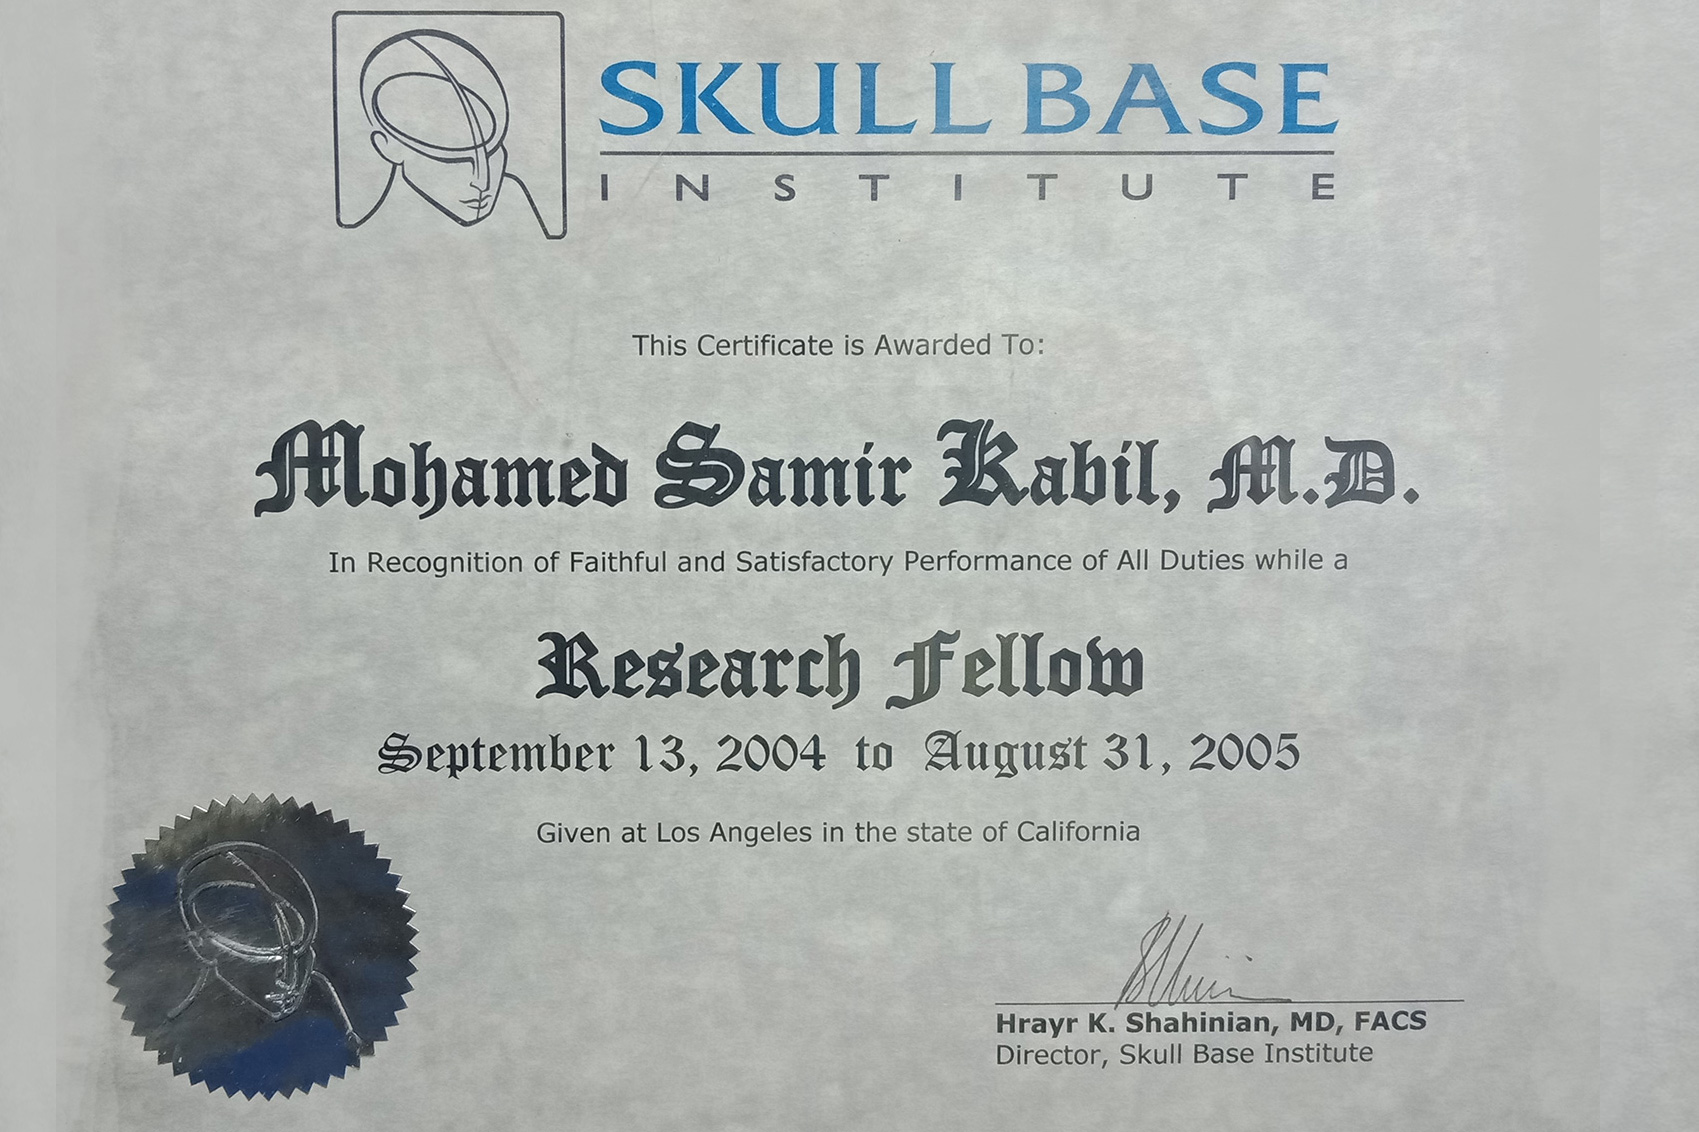 SKULL BASE
INSTITUTE
This Certificate is Awarded To:
Mohamed Samir Kabil, M.D.
In Recognition of Faithful and Satisfactory Performance of All Duties while a
Research Fellow
September 13, 2004 to August 31, 2005
Given at Los Angeles in the state of California
Hrayr K. Shahinian, MD, FACS
Director, Skull Base Institute